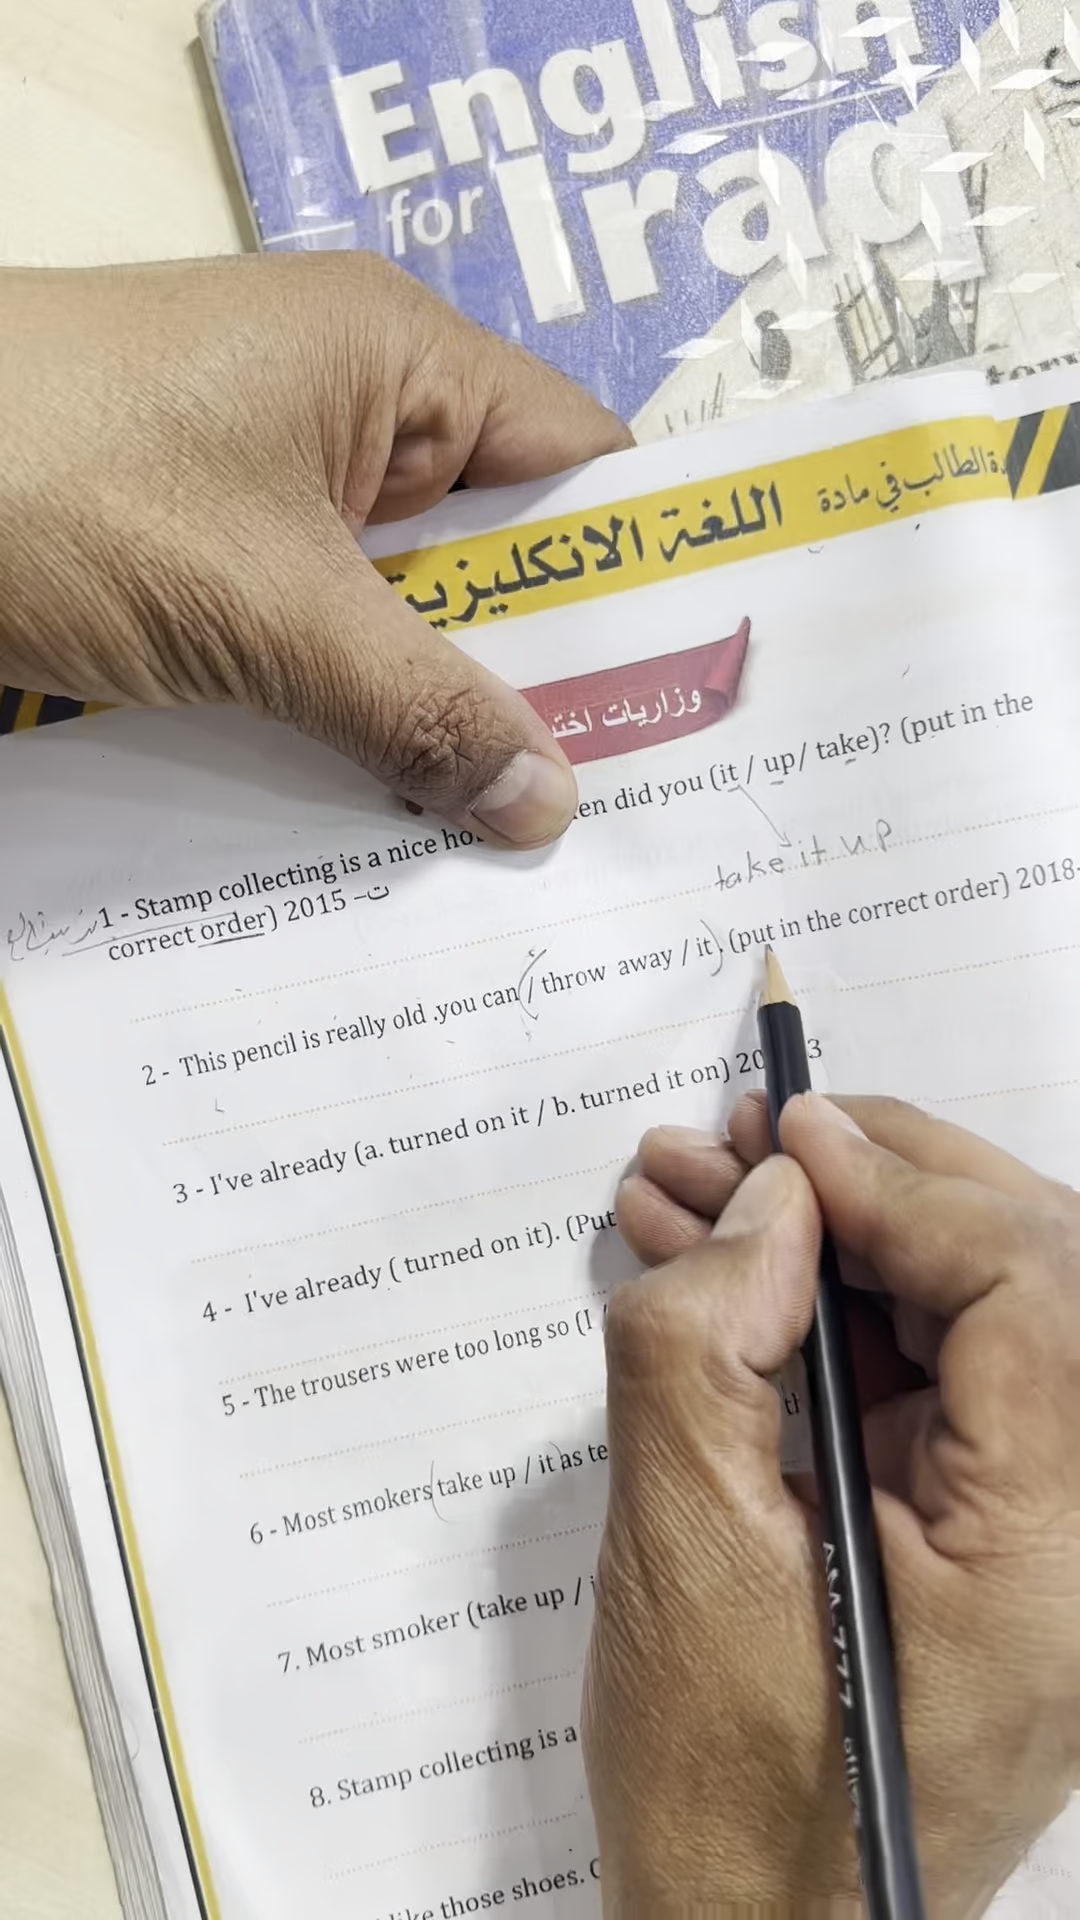 English
for Iraq
الطالب في مادة اللغة الانكليزية
وزاريات
1 - Stamp collecting is a nice did you (it / up/ take)? (put in the
take it up
correct order) 2015 –ت
2 - This pencil is really old .you can(/ throw away / it). (put in the correct order) 2018-
3 - I've already (a. turned on it / b. turned it on)
4 - I've already ( turned on it). (Put
5 - The trousers were too long so (I /
6 - Most smokers(take up / it)as te
7. Most smoker (take up /
8. Stamp collecting is a
like those shoes.